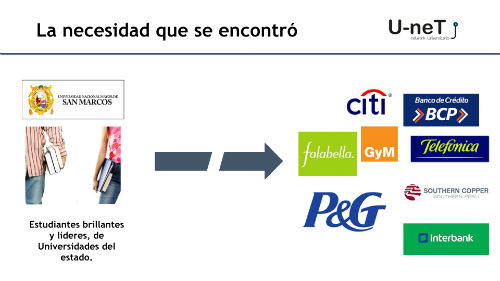 La necesidad que se encontró
U-neT
network universitario
UNIVERSIDAD NACIONAL MAYOR DE
SAN MARCOS
Estudiantes brillantes
y lideres, de
Universidades del
estado.
citi
Banco de Crédito
BCP
falabella.
GyM
Telefónica
P&G
SOUTHERN COPPER
SOUTHERN PERU
Interbank